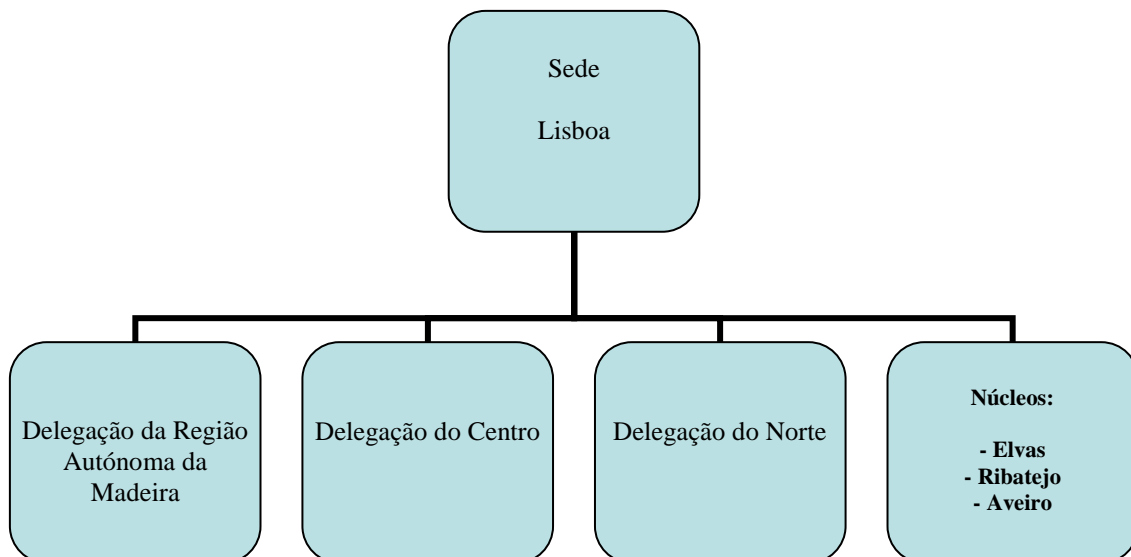 Sede
Lisboa
Delegação da Região
Autónoma da
Madeira
Delegação do Centro
Delegação do Norte
Núcleos:
- Elvas
- Ribatejo
- Aveiro